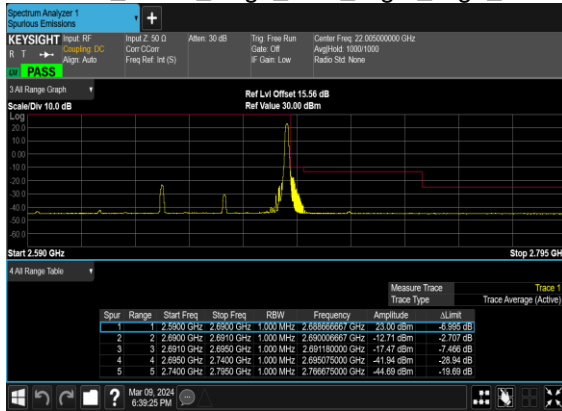 Spectrum Analyzer 1
Spurious Emissions
+
KEYSIGHT
R T
Input: RF
Coupling: DC
Align: Auto
Input Z: 50 Ω
Corr CCorr
Freq Ref: Int (S)
Atten: 30 dB
Trig: Free Run
Gate: Off
IF Gain: Low
Center Freq: 22.005000000 GHz
Avg|Hold: 1000/1000
Radio Std: None
PASS
3 All Range Graph
Scale/Div 10.0 dB
Ref Lvl Offset 15.56 dB
Ref Value 30.00 dBm
Log
20.0
10.0
0.00
-10.0
-20.0
-30.0
-40.0
-50.0
-60.0
Start 2.590 GHz
Stop 2.795 GH
4 All Range Table
Measure Trace Trace 1
Trace Type Trace Average (Active)
Spur Range Start Freq Stop Freq RBW Frequency Amplitude ΔLimit
1 1 2.5900 GHz 2.6900 GHz 1.000 MHz 2.688666667 GHz 23.00 dBm -6.995 dB
2 2 2.6900 GHz 2.6910 GHz 1.000 MHz 2.690006667 GHz -12.71 dBm -2.707 dB
3 3 2.6910 GHz 2.6950 GHz 1.000 MHz 2.691180000 GHz -17.47 dBm -7.466 dB
4 4 2.6950 GHz 2.7400 GHz 1.000 MHz 2.695075000 GHz -41.94 dBm -28.94 dB
5 5 2.7400 GHz 2.7950 GHz 1.000 MHz 2.766675000 GHz -44.69 dBm -19.69 dB
?
Mar 09, 2024
6:39:25 PM